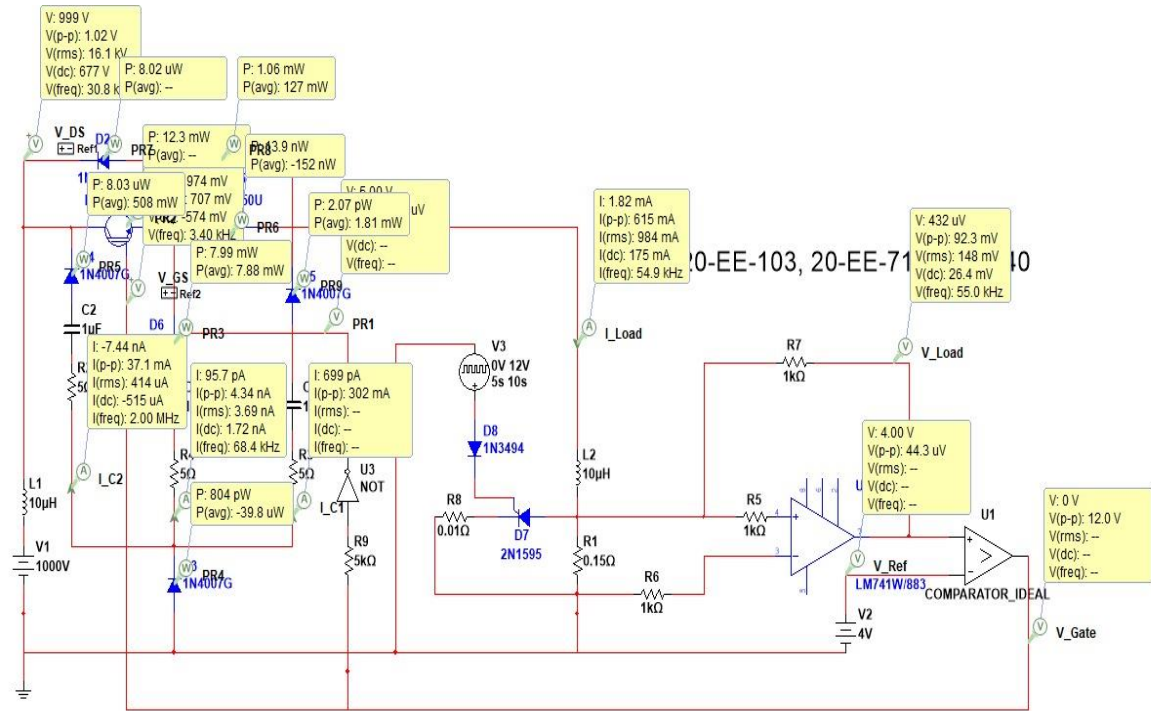 V: 999 V
V(p-p): 1.02 V
V(rms): 16.1 kV
V(dc): 677 V
V(freq): 30.8 k
P: 8.02 uW
P(avg): --
P: 1.06 mW
P(avg): 127 mW
V_DS
Ref1
D2
PR7
P: 12.3 mW
P(avg): --
PR8
13.9 nW
P(avg): -152 nW
P: 8.03 uW
P(avg): 508 mW
974 mV
707 mV
-574 mV
V(freq): 3.40 kHz
50U
PR6
P: 2.07 pW
P(avg): 1.81 mW
V: 5.00 V
uV
V(dc): --
V(freq): --
I: 1.82 mA
I(p-p): 615 mA
I(rms): 984 mA
I(dc): 175 mA
I(freq): 54.9 kHz
V: 432 uV
V(p-p): 92.3 mV
V(rms): 148 mV
V(dc): 26.4 mV
V(freq): 55.0 kHz
20-EE-103, 20-EE-71
40
PR5
1N4007G
P: 7.99 mW
P(avg): 7.88 mW
V_GS
Ref2
PR9
1N4007G
C2
1uF
D6
PR3
PR1
I_Load
V3
0V 12V
5s 10s
R7
1kΩ
V_Load
I: -7.44 nA
I(p-p): 37.1 mA
I(rms): 414 uA
I(dc): -515 uA
I(freq): 2.00 MHz
I: 95.7 pA
I(p-p): 4.34 nA
I(rms): 3.69 nA
I(dc): 1.72 nA
I(freq): 68.4 kHz
I: 699 pA
I(p-p): 302 mA
I(rms): --
I(dc): --
I(freq): --
5Ω
D8
1N3494
V: 4.00 V
V(p-p): 44.3 uV
V(rms): --
V(dc): --
V(freq): --
L1
10µH
I_C2
R4
5Ω
5Ω
U3
NOT
I_C1
L2
10µH
P: 804 pW
P(avg): -39.8 uW
R8
0.01Ω
D7
2N1595
R5
1kΩ
U1
V: 0 V
V(p-p): 12.0 V
V(rms): --
V(dc): --
V(freq): --
V1
1000V
R9
5kΩ
R1
0.15Ω
PR4
1N4007G
R6
1kΩ
V_Ref
LM741W/883
COMPARATOR_IDEAL
V2
4V
V_Gate